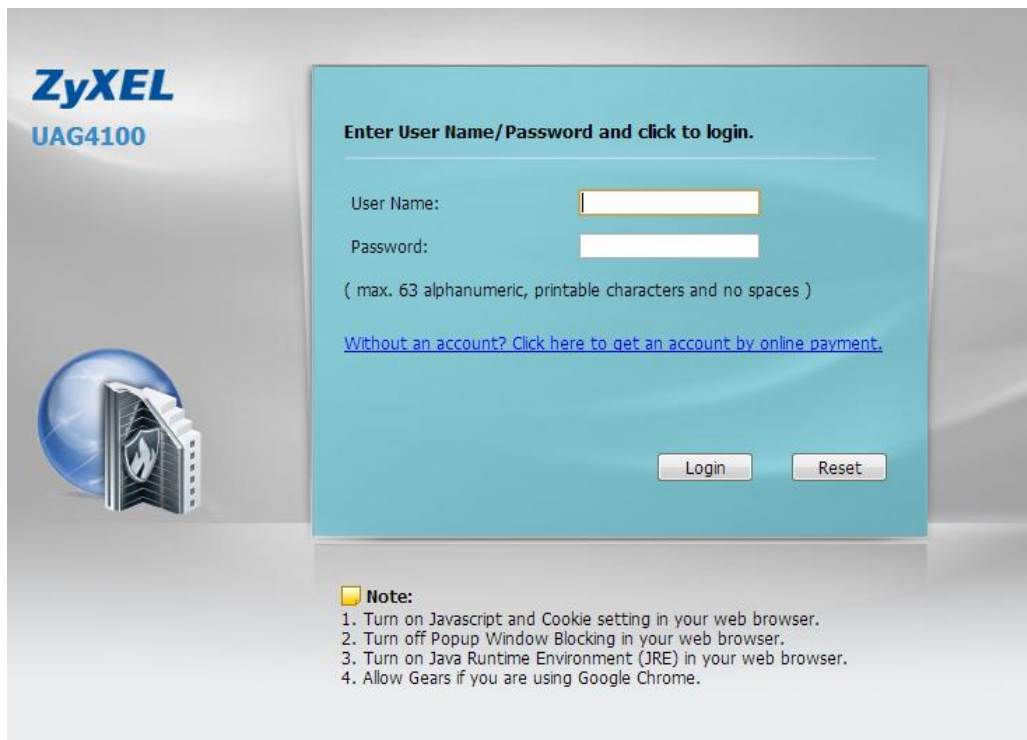 ZyXEL
UAG4100
Enter User Name/Password and click to login.
User Name:
Password:
( max. 63 alphanumeric, printable characters and no spaces )
Without an account? Click here to get an account by online payment.
Login Reset
Note:
1. Turn on Javascript and Cookie setting in your web browser.
2. Turn off Popup Window Blocking in your web browser.
3. Turn on Java Runtime Environment (JRE) in your web browser.
4. Allow Gears if you are using Google Chrome.